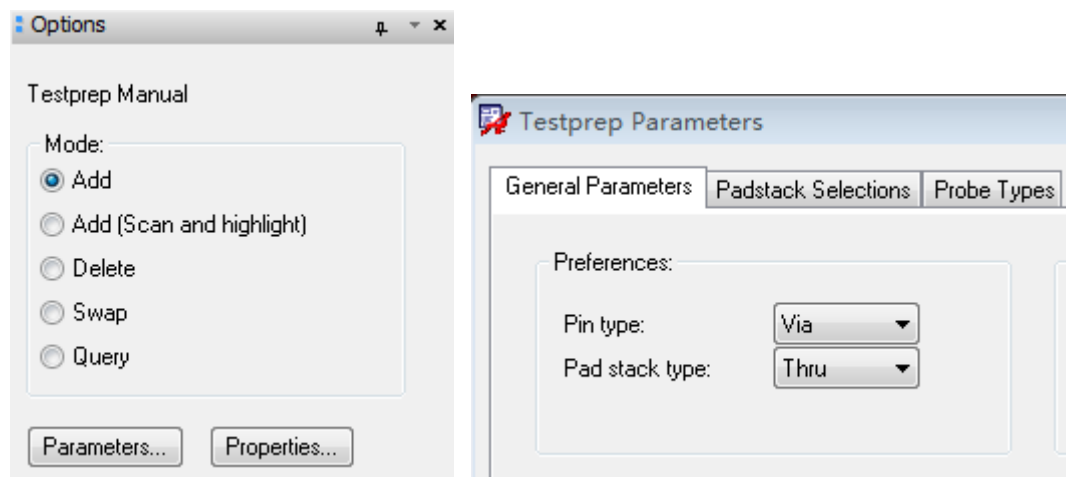 Options
Testprep Manual
Mode:
Add
Add (Scan and highlight)
Delete
Swap
Query
Parameters...
Properties...
Testprep Parameters
General Parameters
Padstack Selections
Probe Types
Preferences:
Pin type:
Via
Pad stack type:
Thru